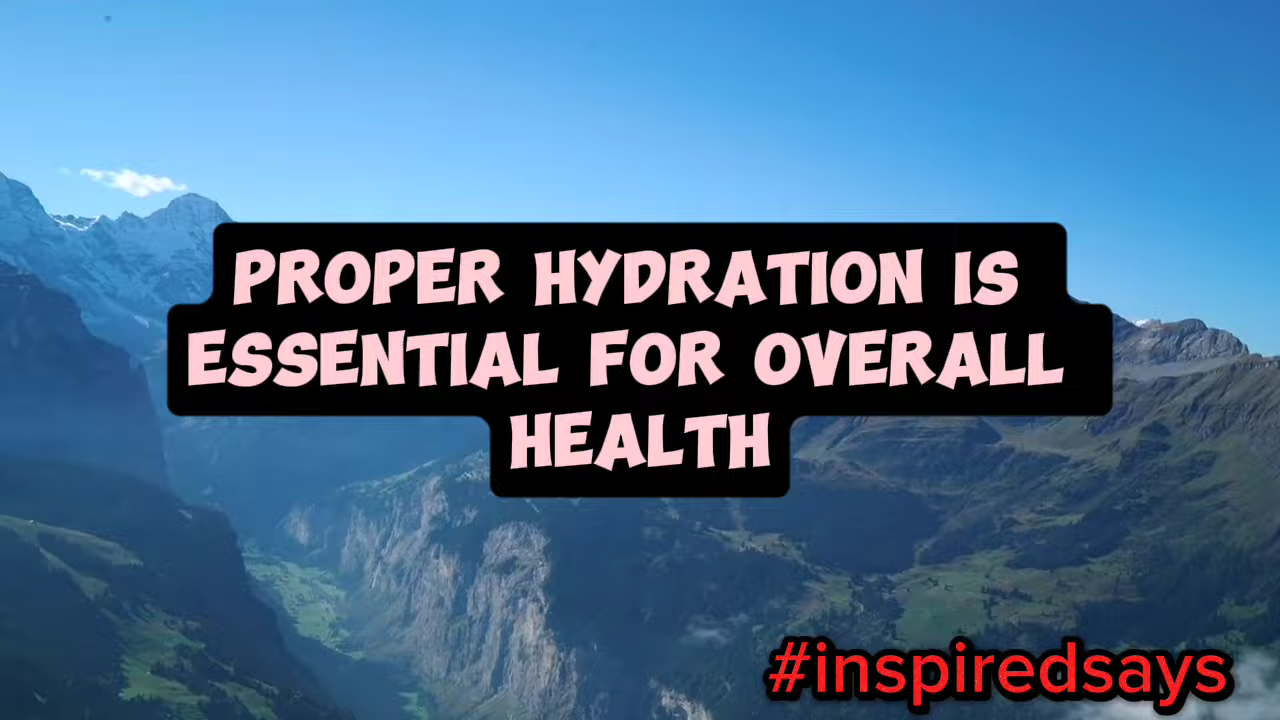 PROPER HYDRATION IS
ESSENTIAL FOR OVERALL
HEALTH
#inspiredsays